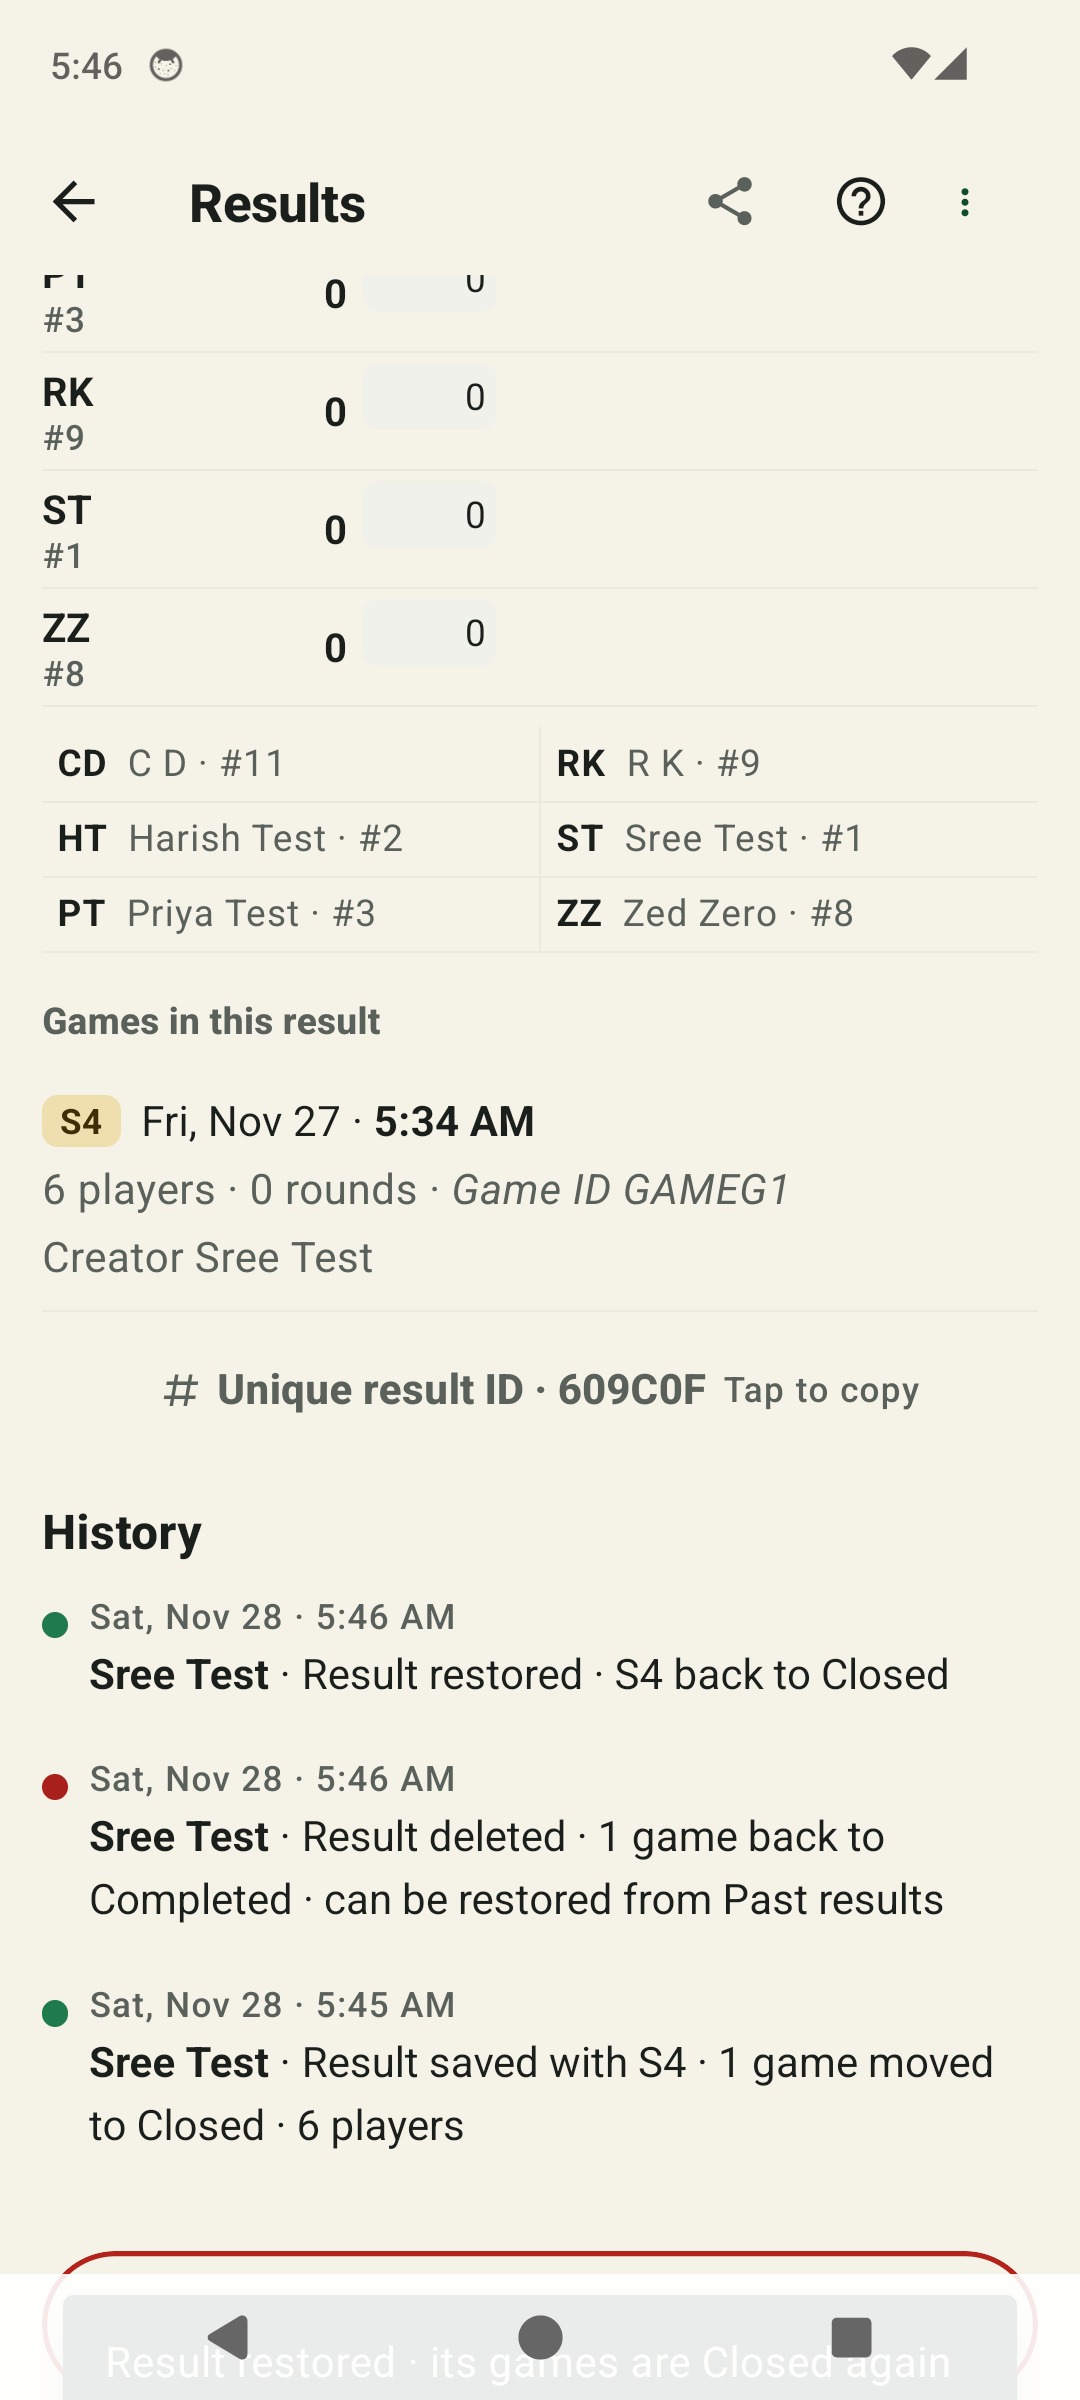 5:46
Results
PT 0 0
#3
RK 0 0
#9
ST 0 0
#1
ZZ 0 0
#8
CD C D · #11 RK R K · #9
HT Harish Test · #2 ST Sree Test · #1
PT Priya Test · #3 ZZ Zed Zero · #8
Games in this result
S4 Fri, Nov 27 · 5:34 AM
6 players · 0 rounds · Game ID GAMEG1
Creator Sree Test
# Unique result ID · 609C0F Tap to copy
History
Sat, Nov 28 · 5:46 AM
Sree Test · Result restored · S4 back to Closed
Sat, Nov 28 · 5:46 AM
Sree Test · Result deleted · 1 game back to
Completed · can be restored from Past results
Sat, Nov 28 · 5:45 AM
Sree Test · Result saved with S4 · 1 game moved
to Closed · 6 players
Result restored · its games are Closed again